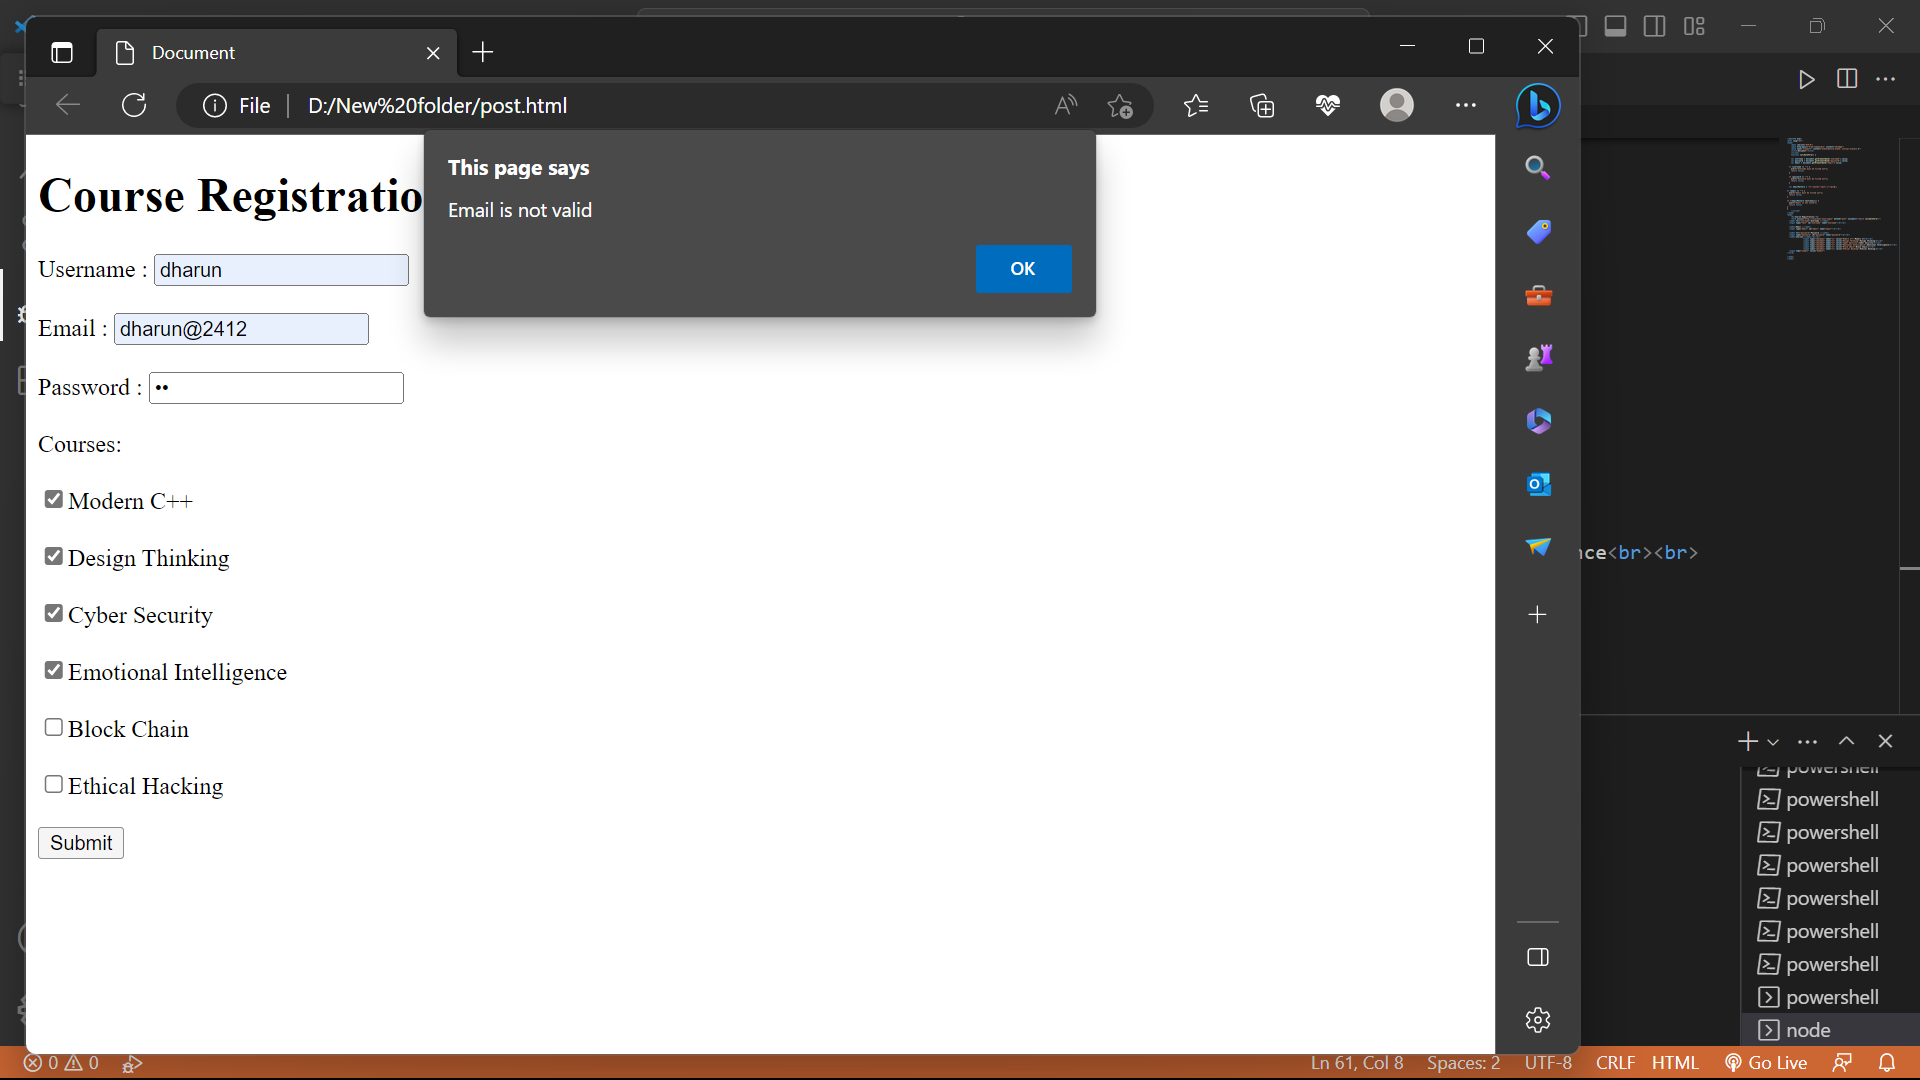 Document
File
D:/New%20folder/post.html
This page says
Email is not valid
OK
Course Registratio
Username :
dharun
Email :
dharun@2412
Password :
••
Courses:
Modern C++
Design Thinking
Cyber Security
Emotional Intelligence
Block Chain
Ethical Hacking
Submit
ce<br><br>
powershell
powershell
powershell
powershell
powershell
powershell
powershell
powershell
node
0 0
Ln 61, Col 8
Spaces: 2
UTF-8
CRLF
HTML
Go Live